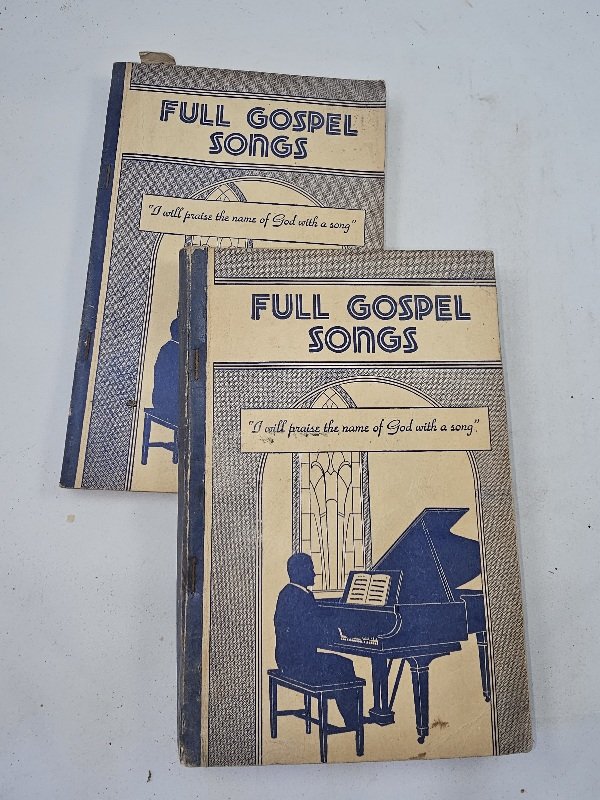 FULL GOSPEL
SONGS
"I will praise the name of God with a song"
FULL GOSPEL
SONGS
"I will praise the name of God with a song."